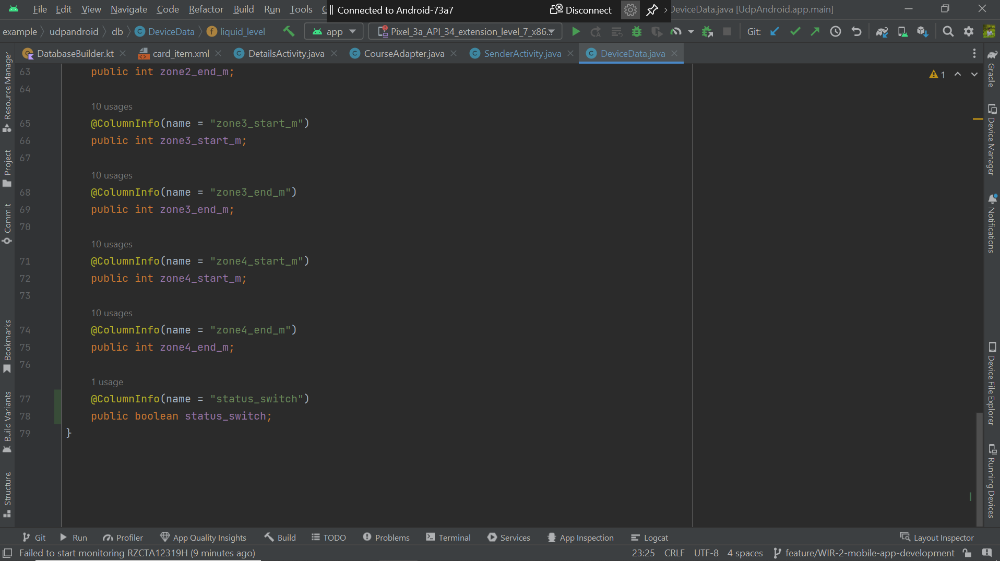 File Edit View Navigate Code Refactor Build Run Tools
Connected to Android-73a7
Disconnect
DeviceData.java [UdpAndroid.app.main]
example udpandroid db DeviceData liquid_level
app
Pixel_3a_API_34_extension_level_7_x86...
Git:
DatabaseBuilder.kt card_item.xml DetailsActivity.java CourseAdapter.java SenderActivity.java DeviceData.java
1
63 public int zone2_end_m;
64
10 usages
65 @ColumnInfo(name = "zone3_start_m")
66 public int zone3_start_m;
67
10 usages
68 @ColumnInfo(name = "zone3_end_m")
69 public int zone3_end_m;
70
10 usages
71 @ColumnInfo(name = "zone4_start_m")
72 public int zone4_start_m;
73
10 usages
74 @ColumnInfo(name = "zone4_end_m")
75 public int zone4_end_m;
76
1 usage
77 @ColumnInfo(name = "status_switch")
78 public boolean status_switch;
79 }
Resource Manager
Project
Commit
Bookmarks
Build Variants
Structure
Gradle
Device Manager
Notifications
Device File Explorer
Running Devices
Git Run Profiler App Quality Insights Build TODO Problems Terminal Services App Inspection Logcat Layout Inspector
Failed to start monitoring RZCTA12319H (9 minutes ago)
23:25 CRLF UTF-8 4 spaces feature/WIR-2-mobile-app-development